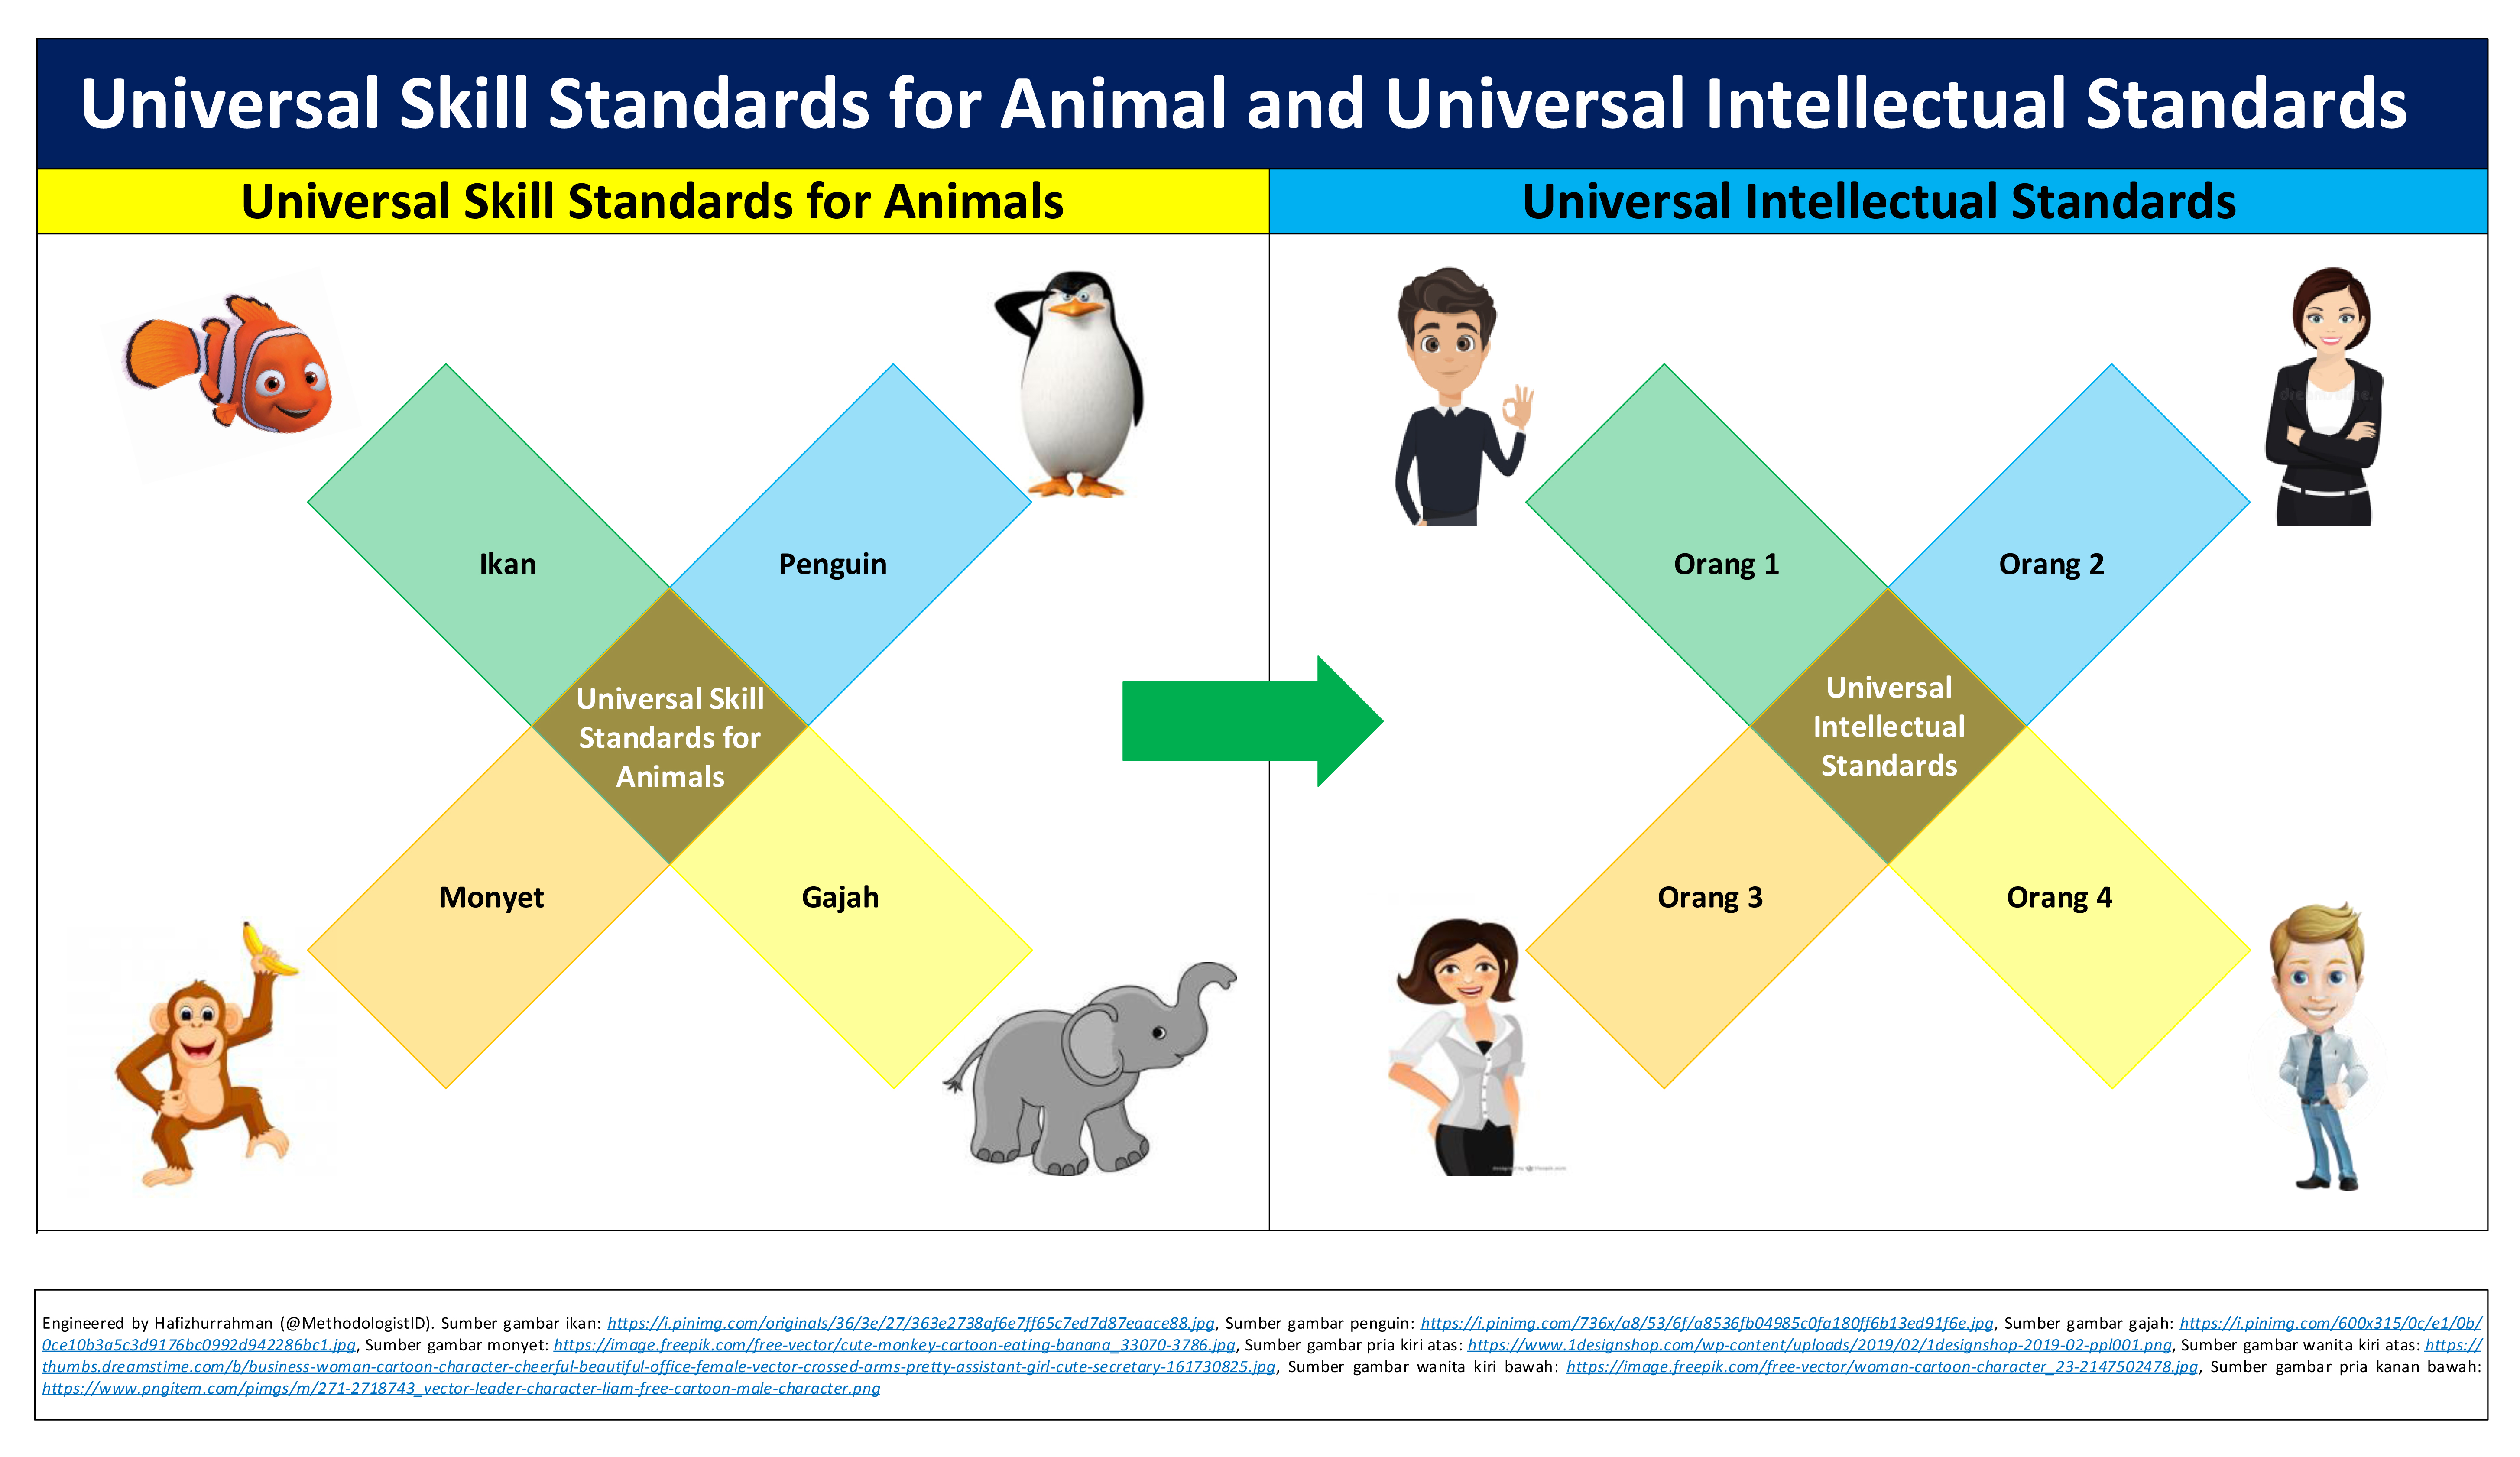 Universal Skill Standards for Animal and Universal Intellectual Standards
Universal Skill Standards for Animals
Universal Intellectual Standards
Ikan
Penguin
Universal Skill
Standards for
Animals
Monyet
Gajah
Orang 1
Orang 2
Universal
Intellectual
Standards
Orang 3
Orang 4
Engineered by Hafizhurrahman (@MethodologistID). Sumber gambar ikan: https://i.pinimg.com/originals/36/3e/27/363e2738af6e7ff65c7ed7d87eaace88.jpg, Sumber gambar penguin: https://i.pinimg.com/736x/a8/53/6f/a8536fb04985c0fa180ff6b13ed91f6e.jpg, Sumber gambar gajah: https://i.pinimg.com/600x315/0c/e1/0b/
0ce10b3a5c3d9176bc0992d942286bc1.jpg, Sumber gambar monyet: https://image.freepik.com/free-vector/cute-monkey-cartoon-eating-banana_33070-3786.jpg, Sumber gambar pria kiri atas: https://www.1designshop.com/wp-content/uploads/2019/02/1designshop-2019-02-ppl001.png, Sumber gambar wanita kiri atas: https://
thumbs.dreamstime.com/b/business-woman-cartoon-character-cheerful-beautiful-office-female-vector-crossed-arms-pretty-assistant-girl-cute-secretary-161730825.jpg, Sumber gambar wanita kiri bawah: https://image.freepik.com/free-vector/woman-cartoon-character_23-2147502478.jpg, Sumber gambar pria kanan bawah:
https://www.pngitem.com/pimgs/m/271-2718743_vector-leader-character-liam-free-cartoon-male-character.png